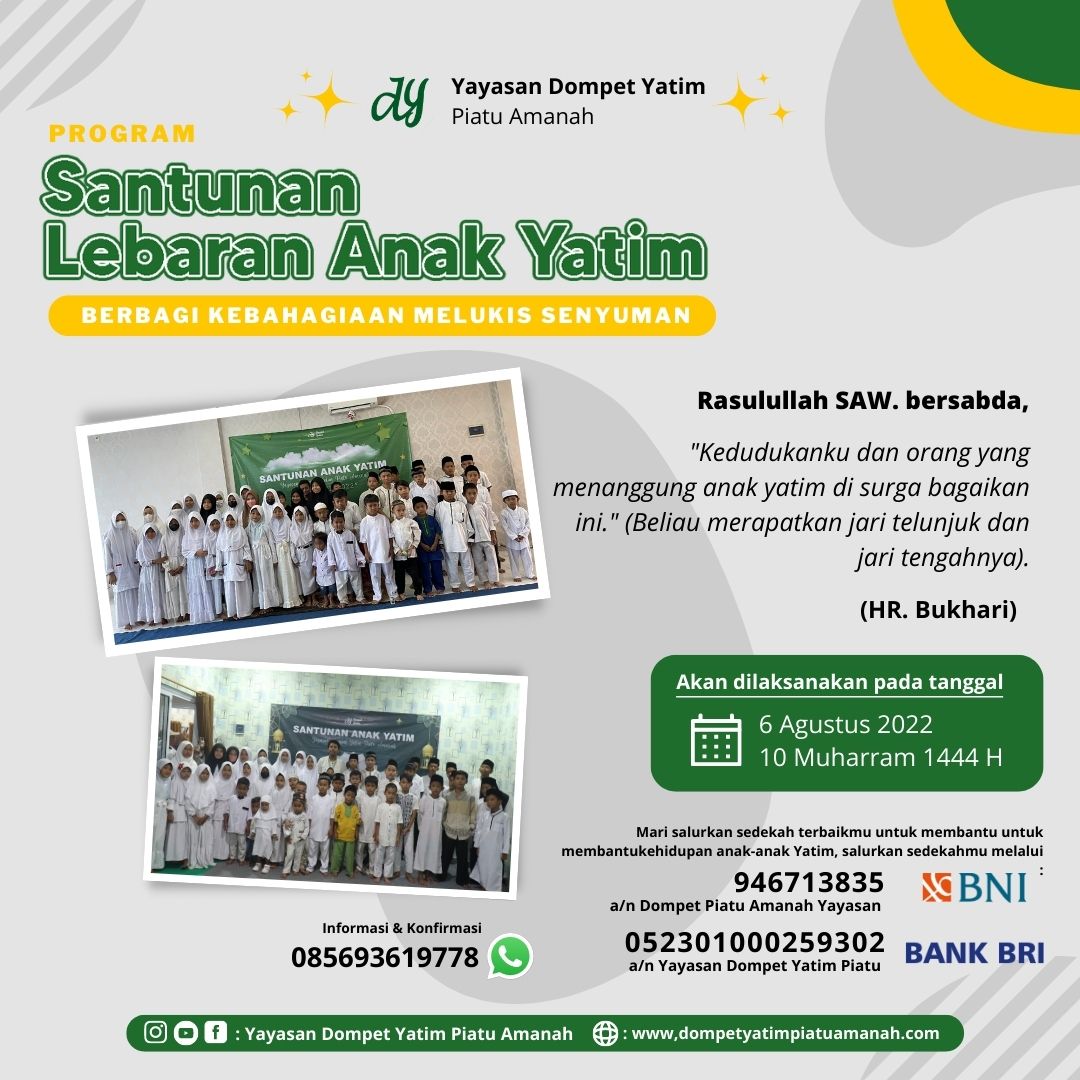 Yayasan Dompet Yatim
Piatu Amanah
PROGRAM
Santunan
Lebaran Anak Yatim
BERBAGI KEBAHAGIAAN MELUKIS SENYUMAN
SANTUNAN ANAK YATIM
SANTUNAN ANAK YATIM
Rasulullah SAW. bersabda,
"Kedudukanku dan orang yang
menanggung anak yatim di surga bagaikan
ini." (Beliau merapatkan jari telunjuk dan
jari tengahnya).
(HR. Bukhari)
Akan dilaksanakan pada tanggal
6 Agustus 2022
10 Muharram 1444 H
Mari salurkan sedekah terbaikmu untuk membantu untuk
membantukehidupan anak-anak Yatim, salurkan sedekahmu melalui
:
946713835
BNI
a/n Dompet Piatu Amanah Yayasan
052301000259302
BANK BRI
a/n Yayasan Dompet Yatim Piatu
Informasi & Konfirmasi
085693619778
: Yayasan Dompet Yatim Piatu Amanah
: www,dompetyatimpiatuamanah.com